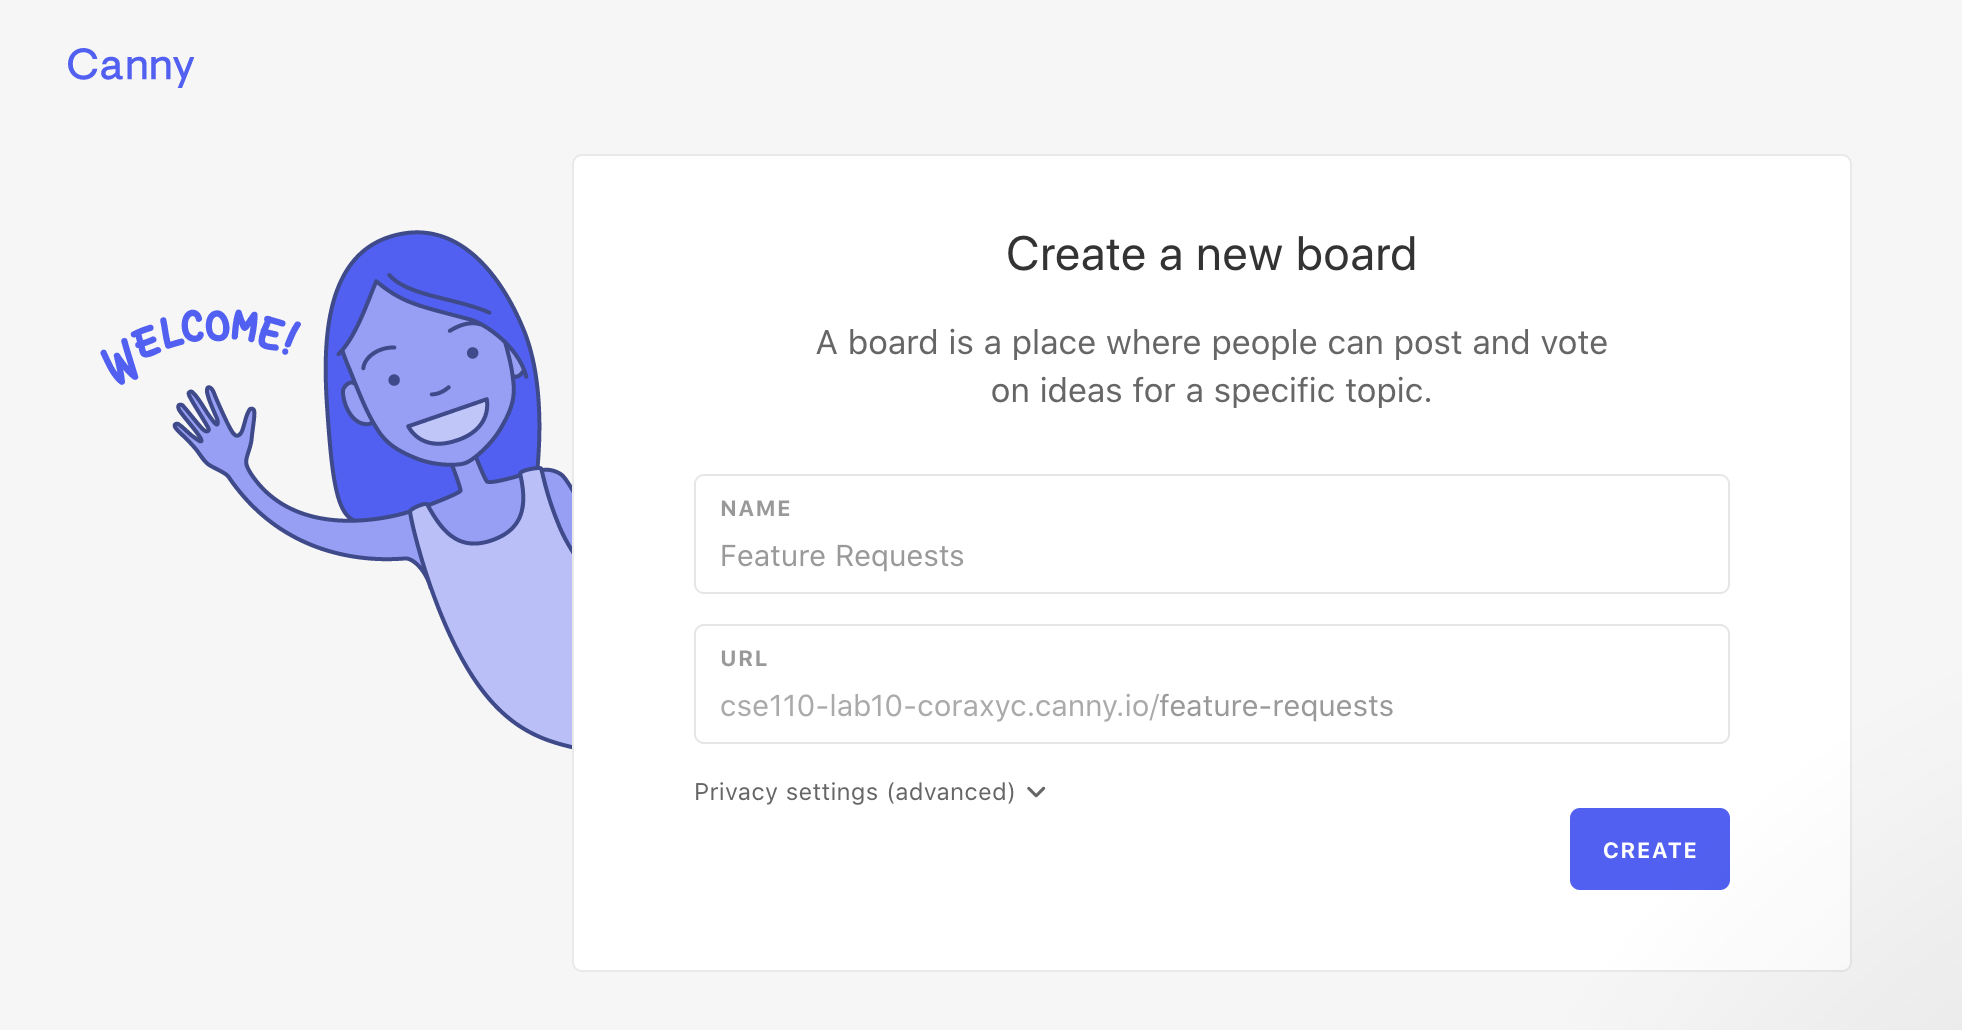 Canny
WELCOME!
Create a new board
A board is a place where people can post and vote
on ideas for a specific topic.
NAME
Feature Requests
URL
cse110-lab10-coraxyc.canny.io/feature-requests
Privacy settings (advanced)
CREATE